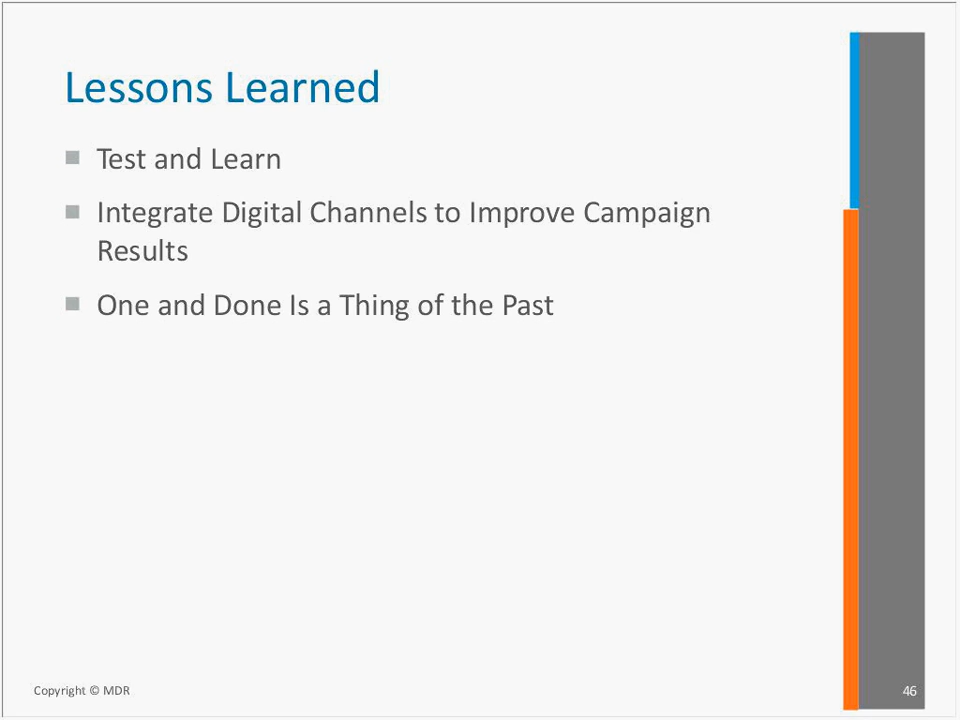 Lessons Learned
Test and Learn
Integrate Digital Channels to Improve Campaign
Results
One and Done Is a Thing of the Past
Copyright © MDR
46